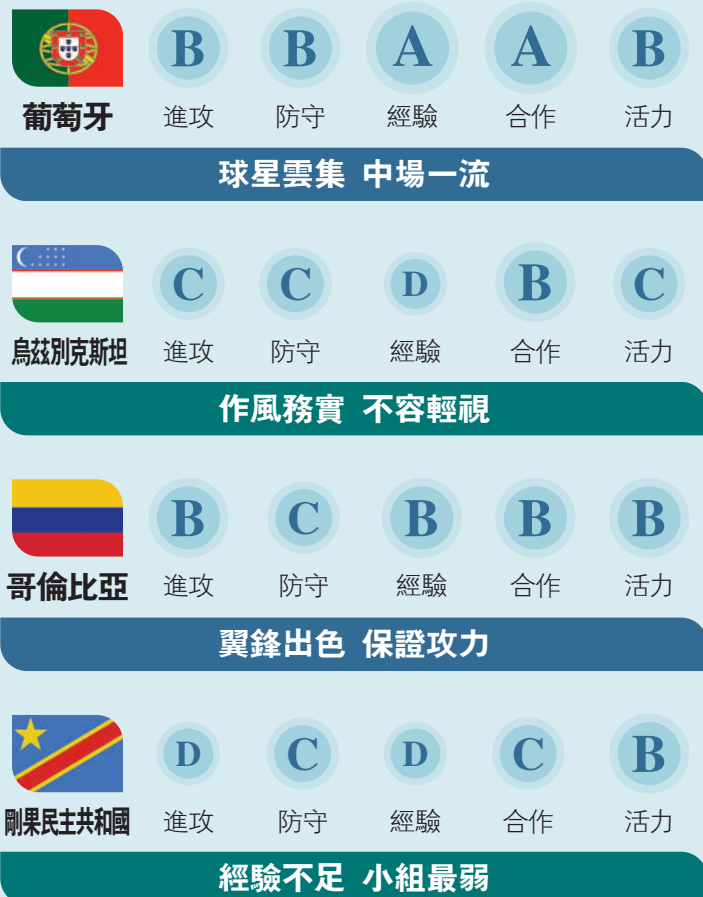 B B A A B
葡萄牙 進攻 防守 經驗 合作 活力
球星雲集 中場一流
C C D B C
烏茲別克斯坦 進攻 防守 經驗 合作 活力
作風務實 不容輕視
B C B B B
哥倫比亞 進攻 防守 經驗 合作 活力
翼鋒出色 保證攻力
D C D C B
剛果民主共和國 進攻 防守 經驗 合作 活力
經驗不足 小組最弱